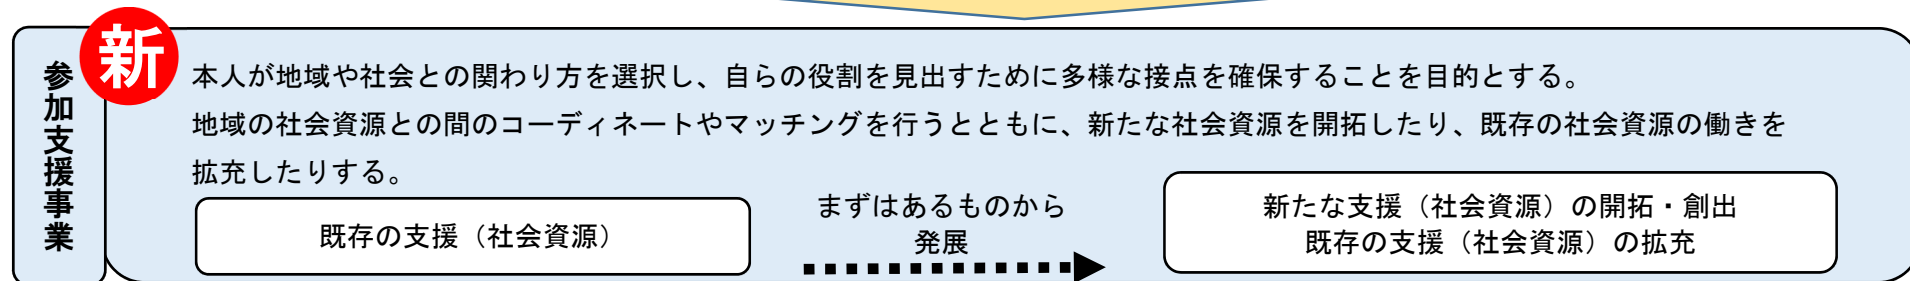 参加支援事業
新
本人が地域や社会との関わり方を選択し、自らの役割を見出すために多様な接点を確保することを目的とする。
地域の社会資源との間のコーディネートやマッチングを行うとともに、新たな社会資源を開拓したり、既存の社会資源の働きを
拡充したりする。
既存の支援（社会資源）
まずはあるものから
発展
新たな支援（社会資源）の開拓・創出
既存の支援（社会資源）の拡充